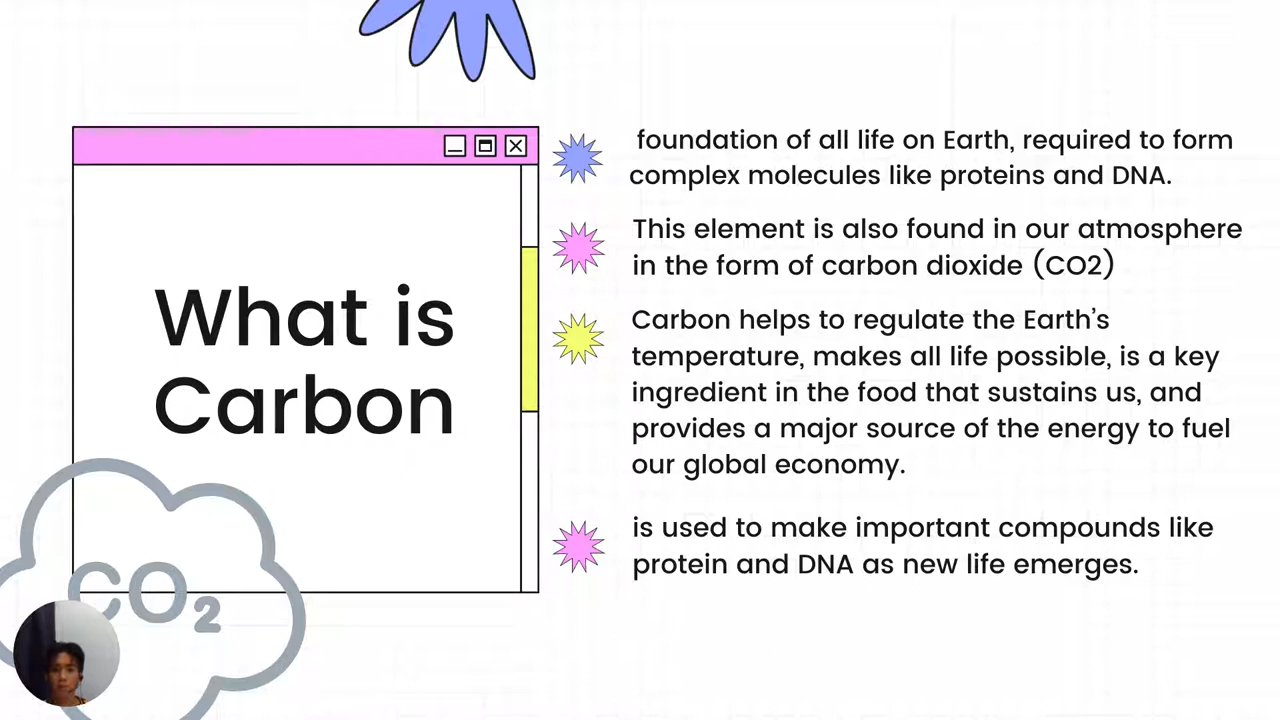 What is
Carbon
foundation of all life on Earth, required to form
complex molecules like proteins and DNA.
This element is also found in our atmosphere
in the form of carbon dioxide (CO2)
Carbon helps to regulate the Earth’s
temperature, makes all life possible, is a key
ingredient in the food that sustains us, and
provides a major source of the energy to fuel
our global economy.
is used to make important compounds like
protein and DNA as new life emerges.
CO2